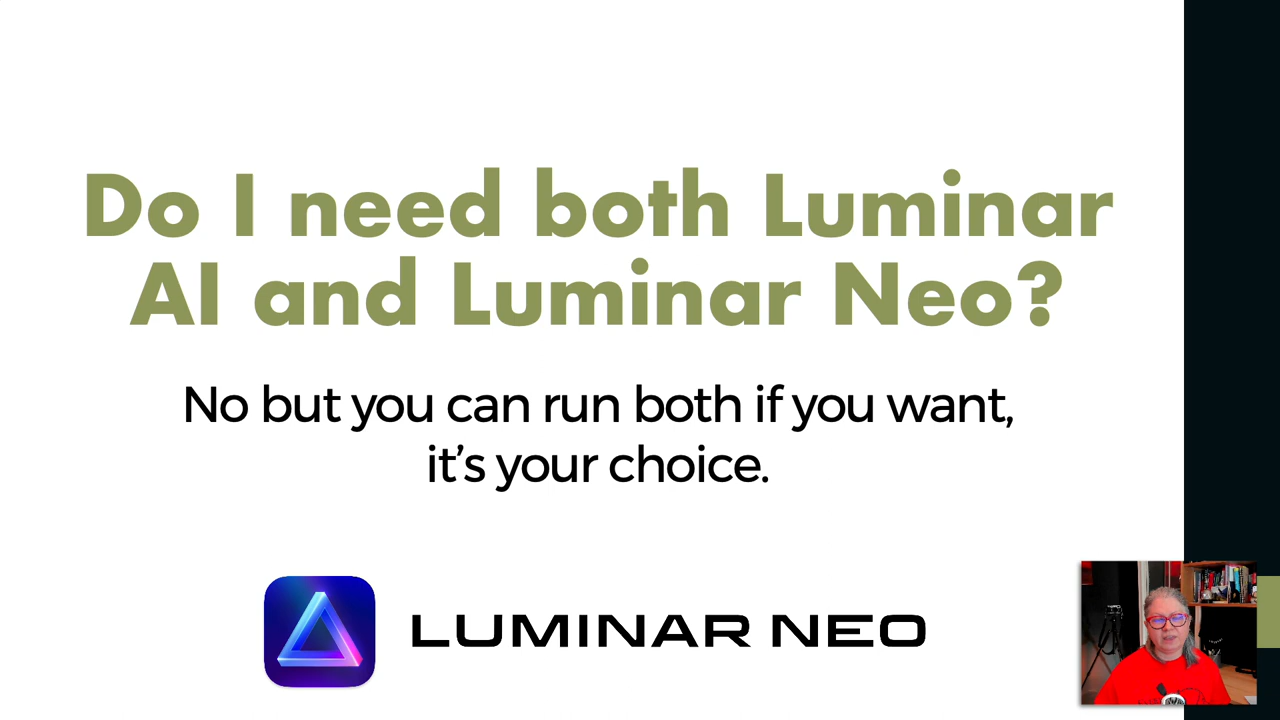 Do I need both Luminar
AI and Luminar Neo?
No but you can run both if you want,
it’s your choice.
LUMINAR NEO